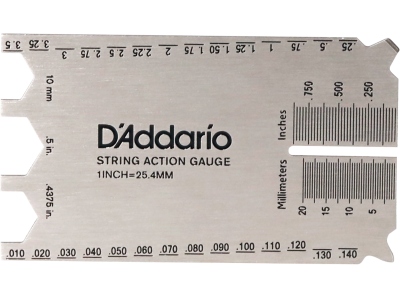 3.5 3.25 3 2.75 2.5 2.25 2 1.75 1.50 1.25 1 .75 .5 .25
10 mm
.5 in.
.4375 in.
D'Addario
STRING ACTION GAUGE
1INCH=25.4MM
.750 .500 .250
Inches
Millimeters
20 15 10 5
.010 .020 .030 .040 .050 .060 .070 .080 .090 .100 .110 .120 .130 .140